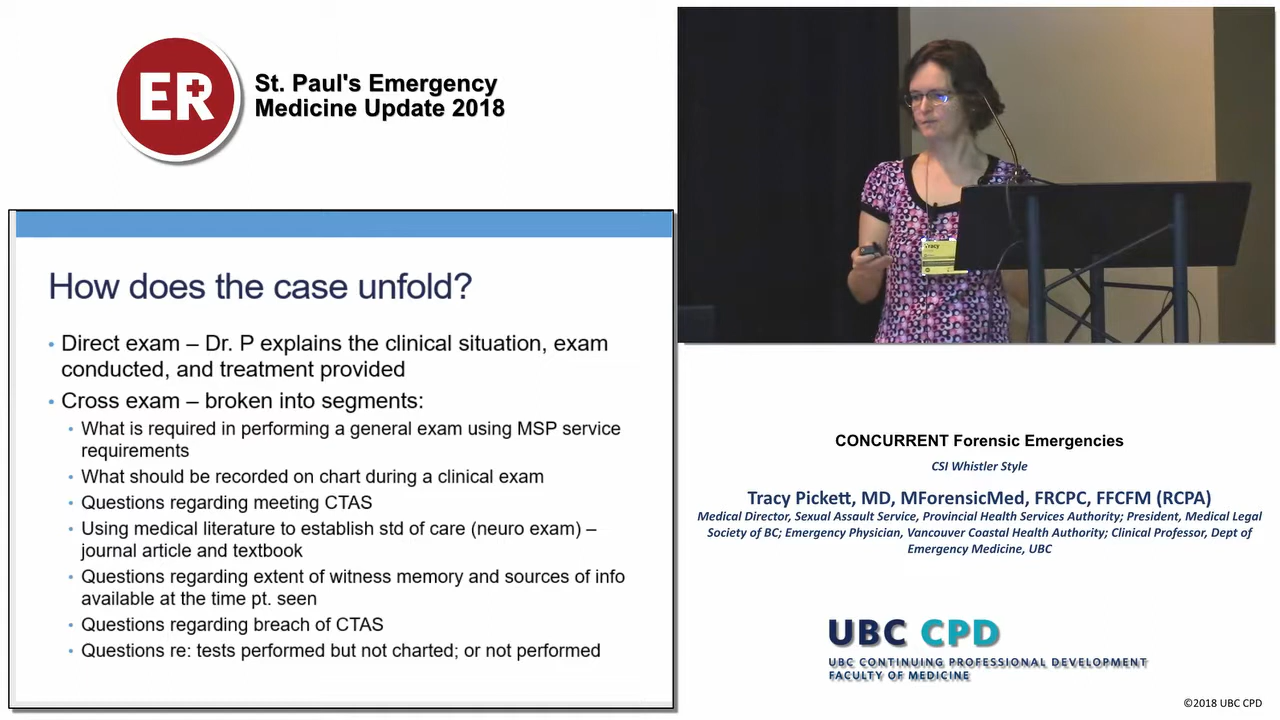 ER
St. Paul's Emergency
Medicine Update 2018
How does the case unfold?
• Direct exam – Dr. P explains the clinical situation, exam
conducted, and treatment provided
• Cross exam – broken into segments:
• What is required in performing a general exam using MSP service
requirements
• What should be recorded on chart during a clinical exam
• Questions regarding meeting CTAS
• Using medical literature to establish std of care (neuro exam) –
journal article and textbook
• Questions regarding extent of witness memory and sources of info
available at the time pt. seen
• Questions regarding breach of CTAS
• Questions re: tests performed but not charted; or not performed
Tracy
CONCURRENT Forensic Emergencies
CSI Whistler Style
Tracy Pickett, MD, MForensicMed, FRCPC, FFCFM (RCPA)
Medical Director, Sexual Assault Service, Provincial Health Services Authority; President, Medical Legal
Society of BC; Emergency Physician, Vancouver Coastal Health Authority; Clinical Professor, Dept of
Emergency Medicine, UBC
UBC CPD
UBC CONTINUING PROFESSIONAL DEVELOPMENT
FACULTY OF MEDICINE
©2018 UBC CPD